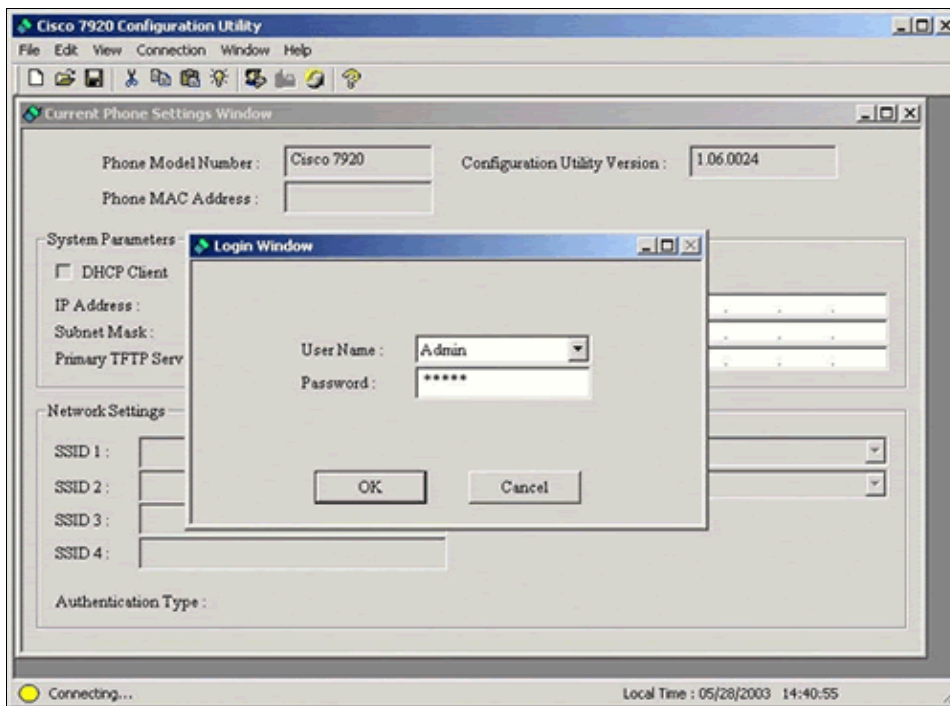 Cisco 7920 Configuration Utility
File Edit View Connection Window Help
Current Phone Settings Window
Phone Model Number : Cisco 7920 Configuration Utility Version : 1.06.0024
Phone MAC Address :
System Parameters
DHCP Client
IP Address :
Subnet Mask :
Primary TFTP Serv
Login Window
User Name : Admin
Password : *****
OK Cancel
Network Settings
SSID 1 :
SSID 2 :
SSID 3 :
SSID 4 :
Authentication Type :
Connecting... Local Time : 05/28/2003 14:40:55